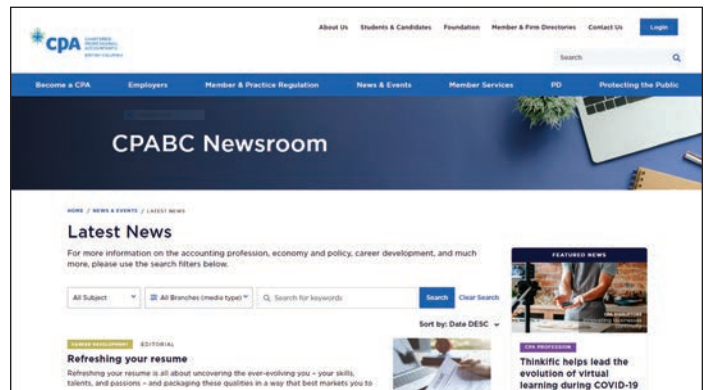 About Us Students & Candidates Foundation Member & Firm Directories Contact Us Login
CPA CHARTERED
PROFESSIONAL
ACCOUNTANTS
BRITISH COLUMBIA
Search
Become a CPA Employers Member & Practice Regulation News & Events Member Services PD Protecting the Public
CPABC Newsroom
HOME / NEWS & EVENTS / LATEST NEWS
Latest News
For more information on the accounting profession, economy and policy, career development, and much
more, please use the search filters below.
All Subject All Branches (media type) Search for keywords Search Clear Search
Sort by: Date DESC
CAREER DEVELOPMENT EDITORIAL
Refreshing your resume
Refreshing your resume is all about uncovering the ever-evolving you – your skills,
talents, and passions – and packaging these qualities in a way that best markets you to
FEATURED NEWS
CPA PROFESSION
Thinkific helps lead the
evolution of virtual
learning during COVID-19